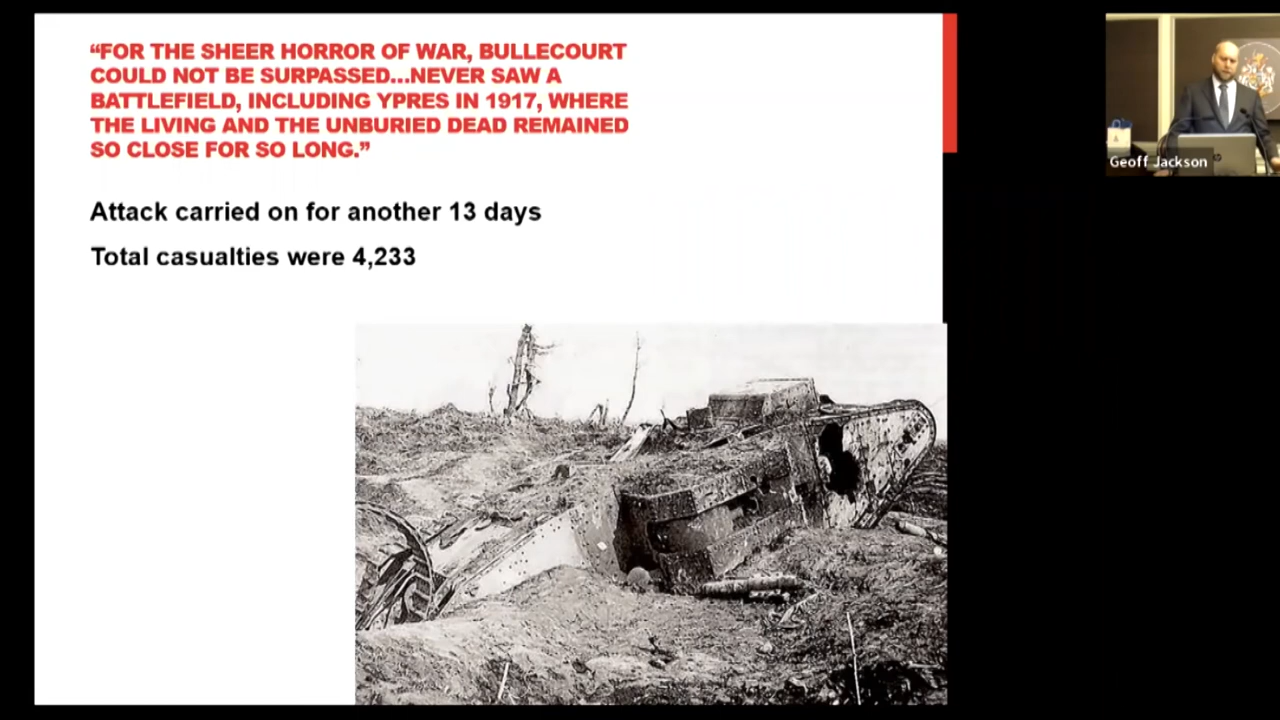 “FOR THE SHEER HORROR OF WAR, BULLECOURT
COULD NOT BE SURPASSED...NEVER SAW A
BATTLEFIELD, INCLUDING YPRES IN 1917, WHERE
THE LIVING AND THE UNBURIED DEAD REMAINED
SO CLOSE FOR SO LONG.”
Attack carried on for another 13 days
Total casualties were 4,233
Geoff Jackson